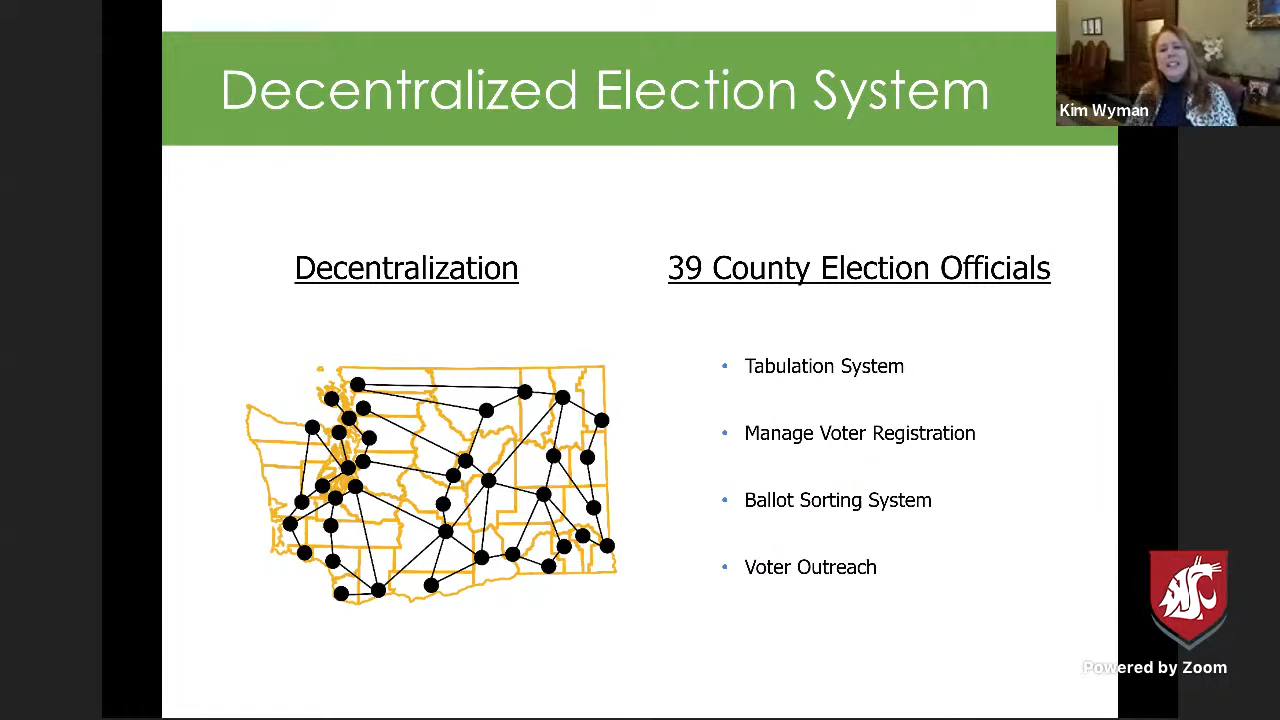 Decentralized Election System
Kim Wyman
Decentralization
39 County Election Officials
• Tabulation System
• Manage Voter Registration
• Ballot Sorting System
• Voter Outreach
Powered by Zoom